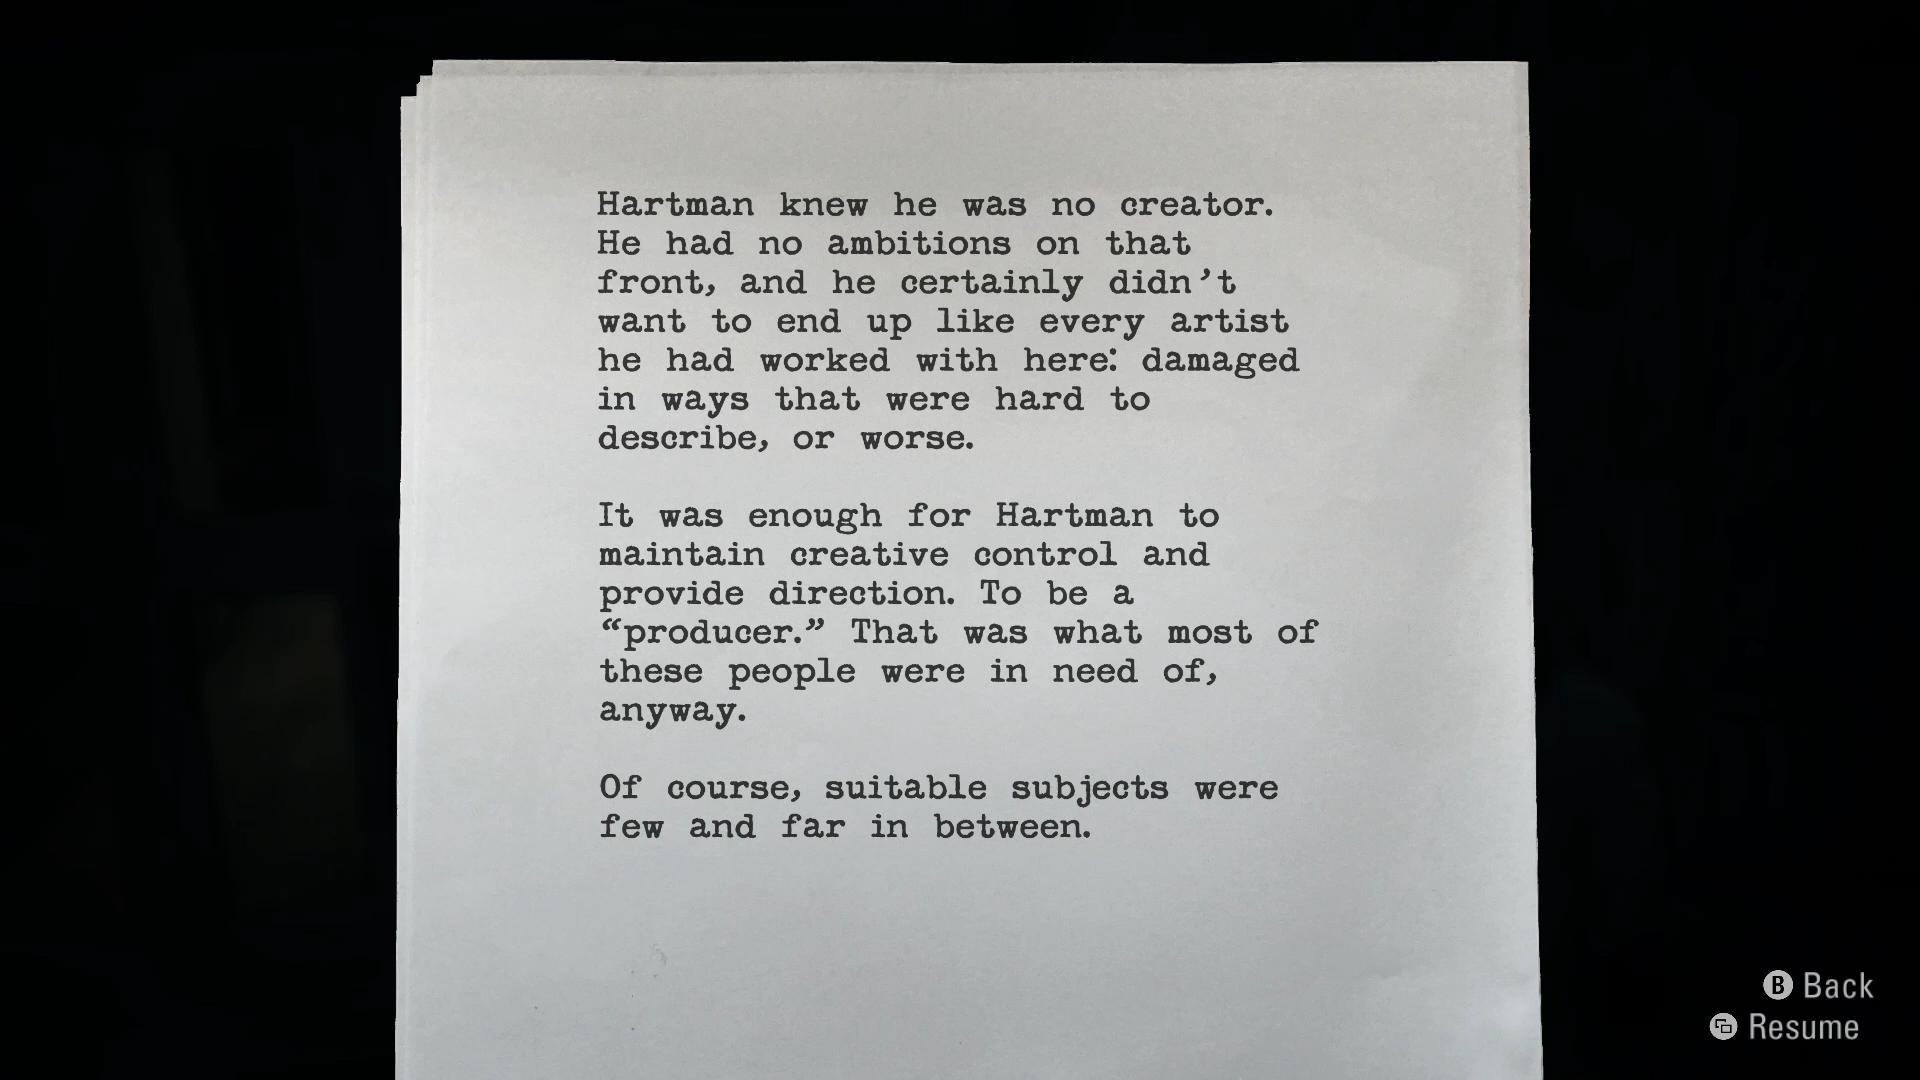 Hartman knew he was no creator.
He had no ambitions on that
front, and he certainly didn’t
want to end up like every artist
he had worked with here: damaged
in ways that were hard to
describe, or worse.
It was enough for Hartman to
maintain creative control and
provide direction. To be a
“producer.” That was what most of
these people were in need of,
anyway.
Of course, suitable subjects were
few and far in between.
B Back
Resume